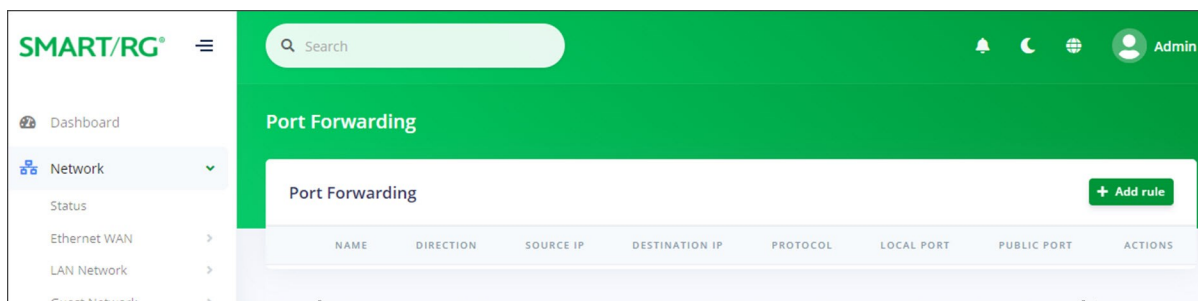 SMART/RG®
Search
Admin
Dashboard
Port Forwarding
Network
Port Forwarding
+ Add rule
Status
Ethernet WAN
NAME DIRECTION SOURCE IP DESTINATION IP PROTOCOL LOCAL PORT PUBLIC PORT ACTIONS
LAN Network